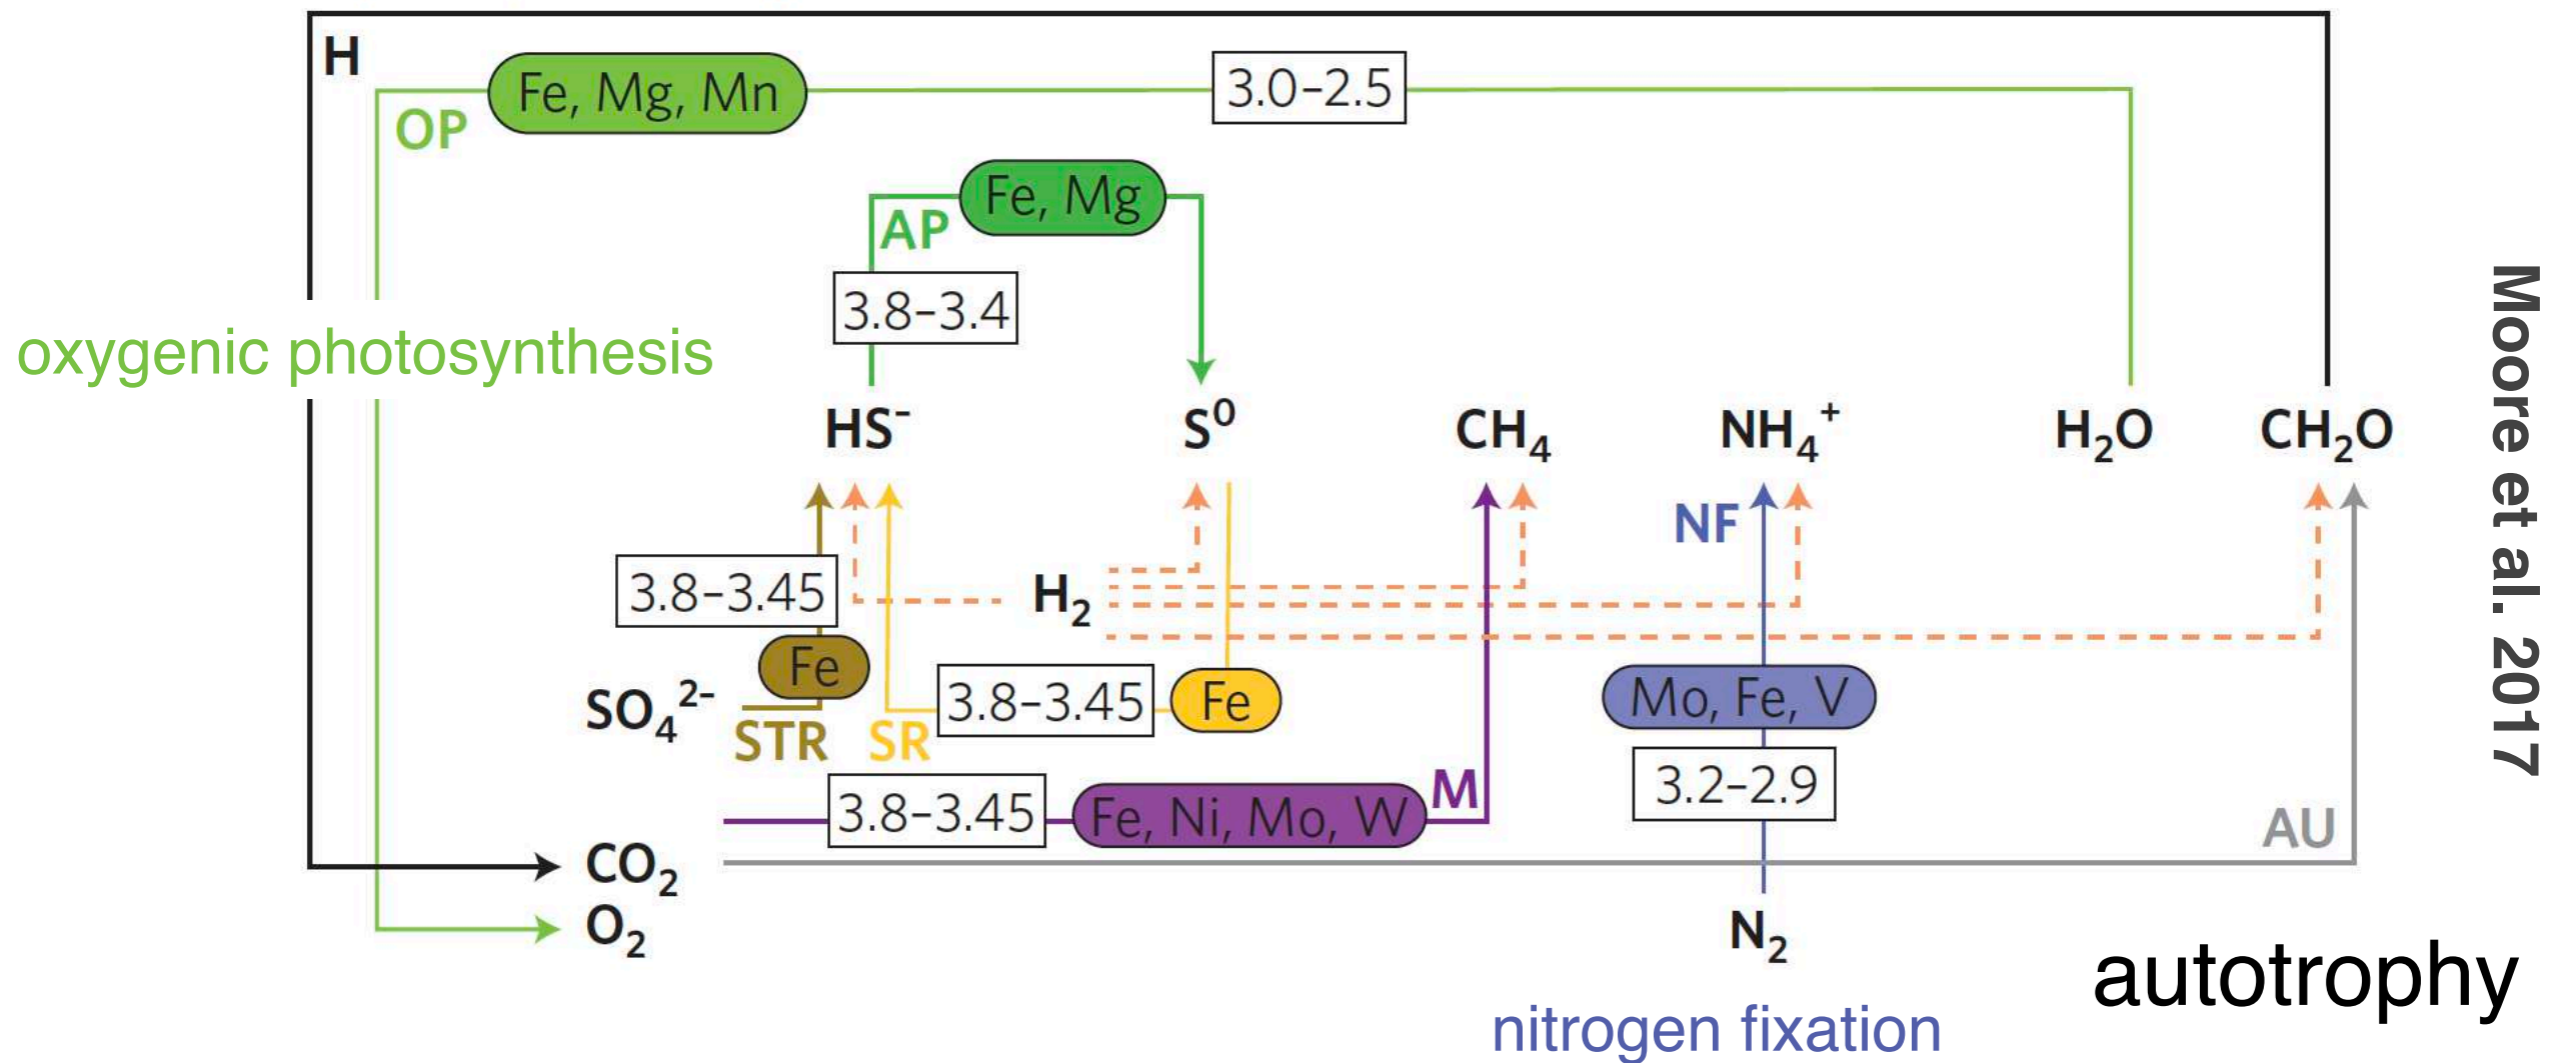 H
OP
Fe, Mg, Mn
3.0–2.5
AP
Fe, Mg
3.8–3.4
oxygenic photosynthesis
HS⁻
S⁰
CH₄
NH₄⁺
H₂O
CH₂O
NF
3.8–3.45
H₂
Fe
SO₄²⁻
STR
SR
3.8–3.45
Fe
Mo, Fe, V
3.8–3.45
Fe, Ni, Mo, W
M
3.2–2.9
AU
CO₂
O₂
N₂
autotrophy
nitrogen fixation
Moore et al. 2017